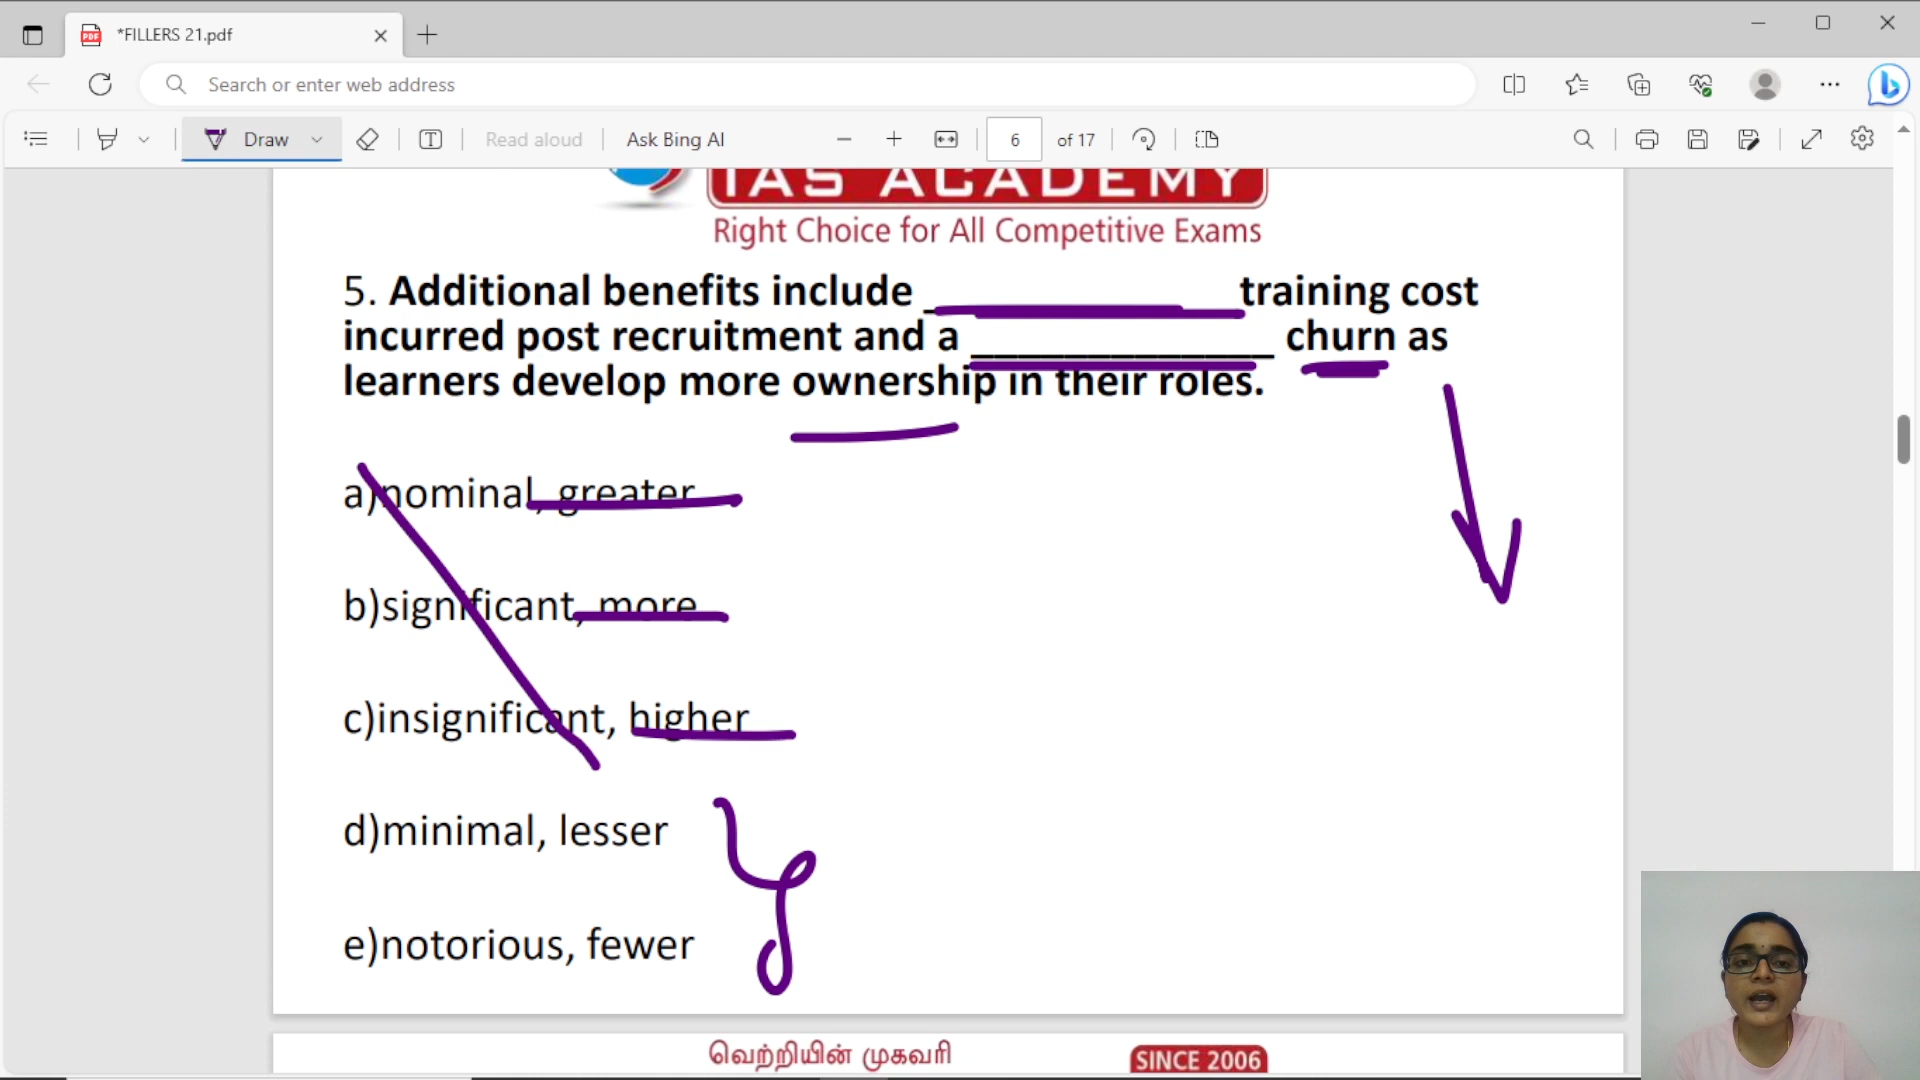 *FILLERS 21.pdf
Search or enter web address
Draw
Read aloud
Ask Bing AI
6 of 17
IAS ACADEMY
Right Choice for All Competitive Exams
5. Additional benefits include ______________ training cost
incurred post recruitment and a ______________ churn as
learners develop more ownership in their roles.
a)nominal, greater
b)significant, more
c)insignificant, higher
d)minimal, lesser
e)notorious, fewer
வெற்றியின் முகவரி
SINCE 2006